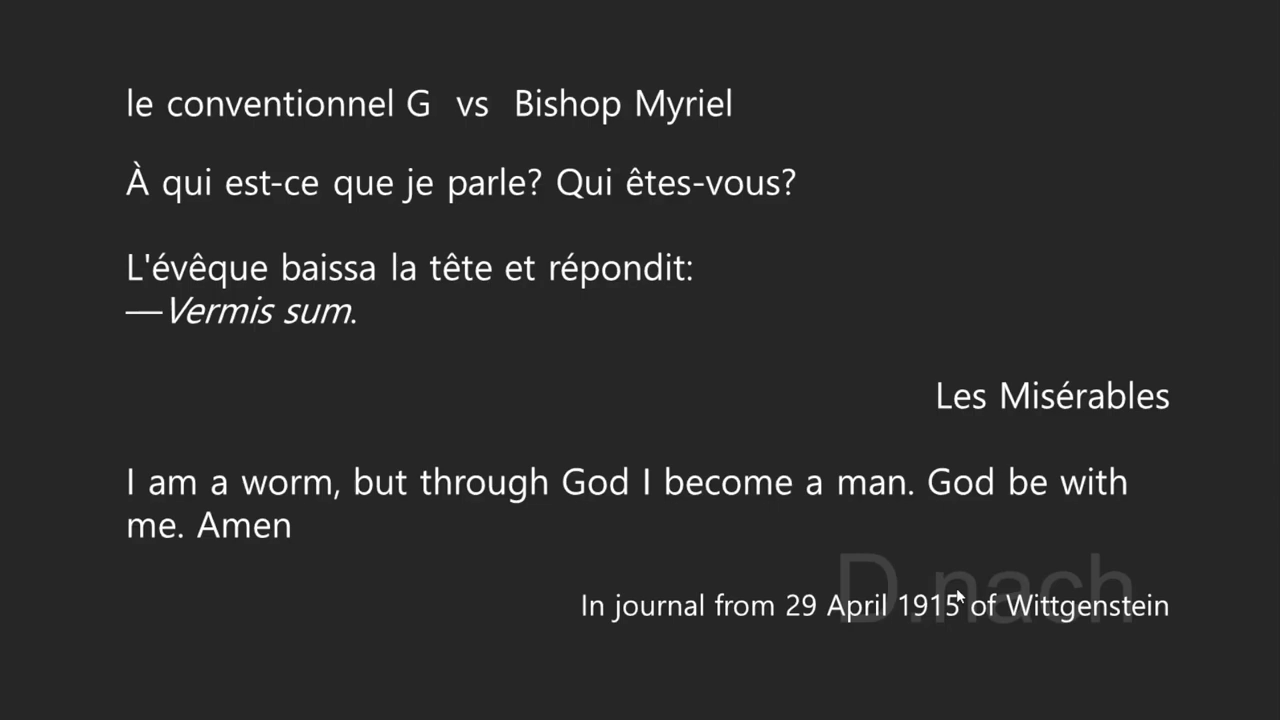 le conventionnel G vs Bishop Myriel
À qui est-ce que je parle? Qui êtes-vous?
L'évêque baissa la tête et répondit:
—Vermis sum.
Les Misérables
I am a worm, but through God I become a man. God be with
me. Amen
D.nach
In journal from 29 April 1915 of Wittgenstein